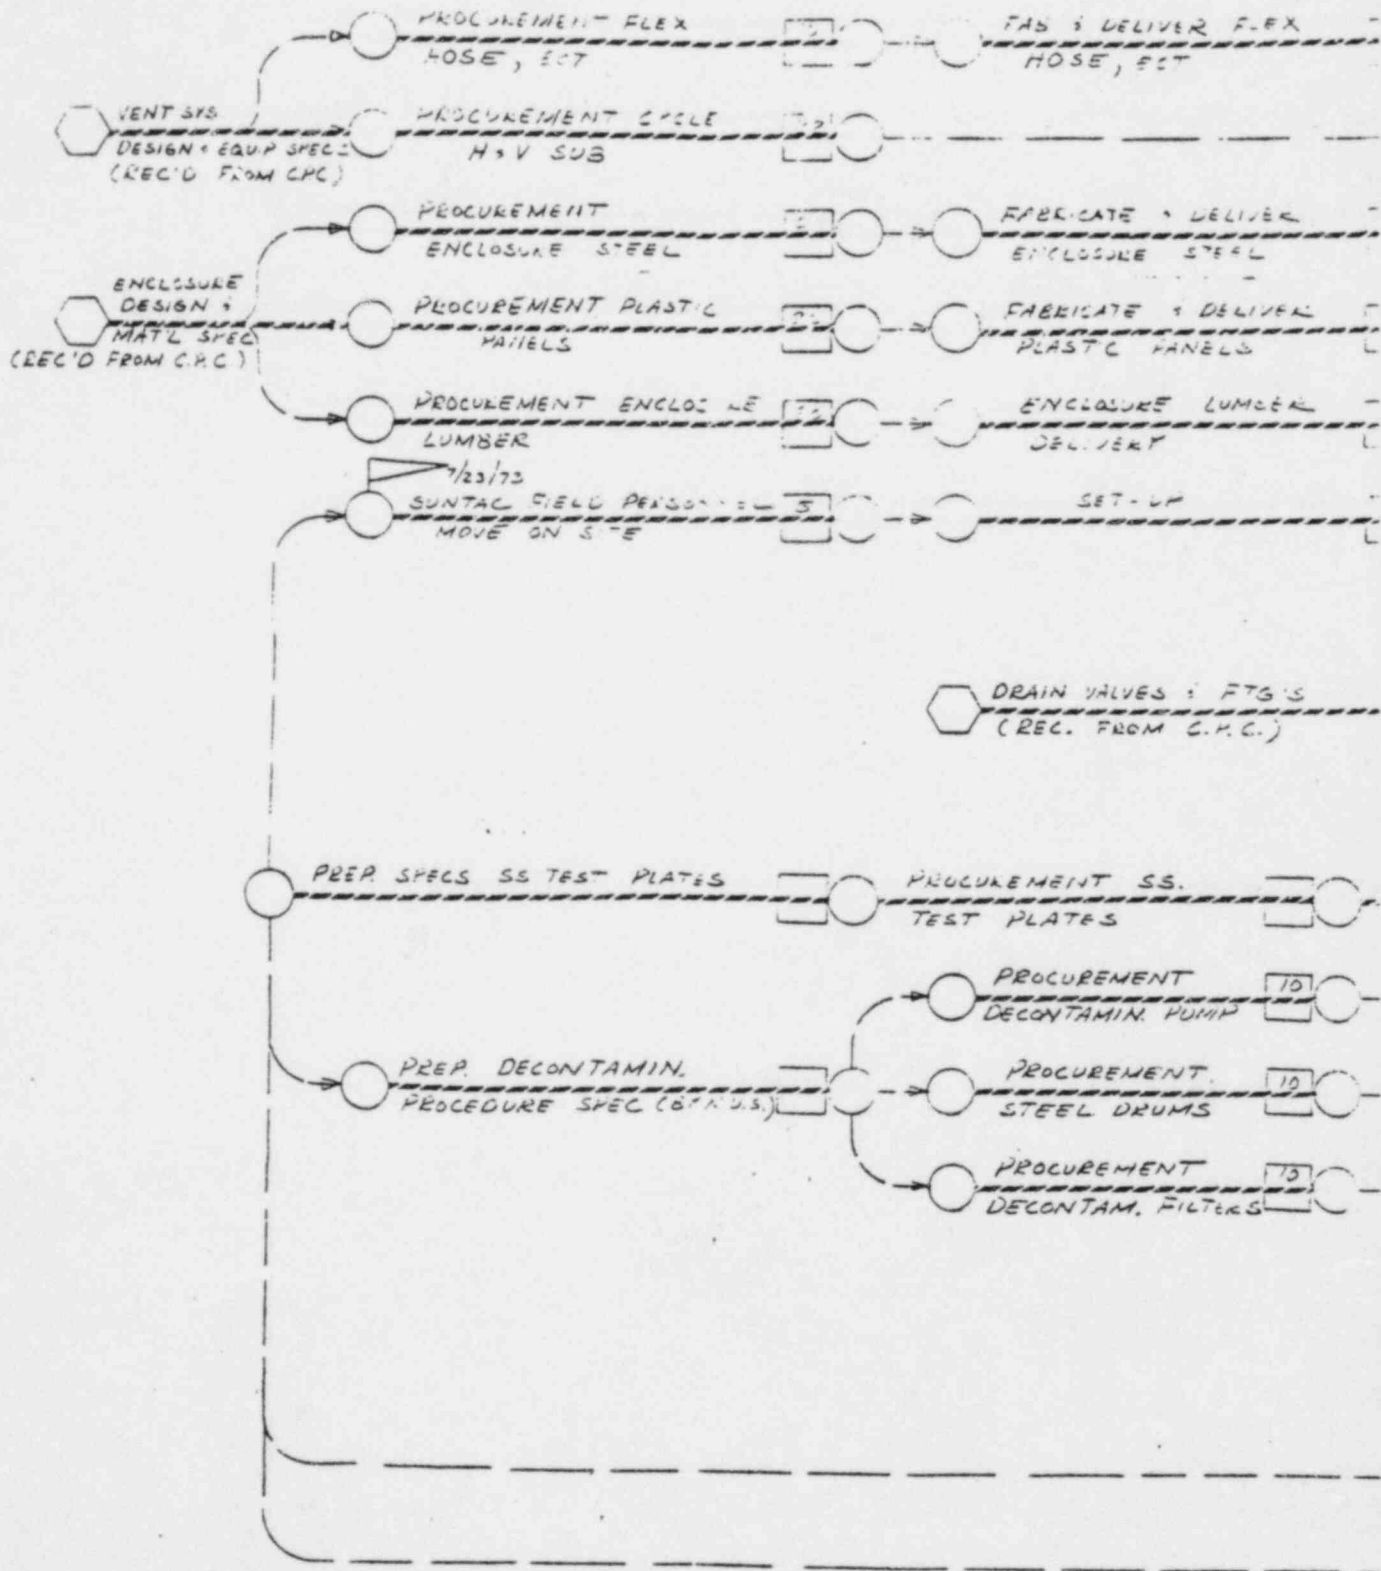 PROCUREMENT FLEX
HOSE, ECT
FAB & DELIVER FLEX
HOSE, ECT
VENT SYS
DESIGN & EQUIP SPECS
(REC'D FROM CPC)
PROCUREMENT CYCLE
H & V SUB
PROCUREMENT
ENCLOSURE STEEL
FABRICATE & DELIVER
ENCLOSURE STEEL
ENCLOSURE
DESIGN &
MAT'L SPEC
(REC'D FROM C.P.C.)
PROCUREMENT PLASTIC
PANELS
FABRICATE & DELIVER
PLASTIC PANELS
PROCUREMENT ENCLOSURE
LUMBER
ENCLOSURE LUMBER
DELIVERY
7/23/73
SUNTAC FIELD PERSONNEL 5
MOVE ON SITE
SET-UP
DRAIN VALVES & FTG'S
(REC. FROM C.P.C.)
PREP. SPECS SS TEST PLATES
PROCUREMENT SS.
TEST PLATES
PROCUREMENT 10
DECONTAMIN. PUMP
PREP. DECONTAMIN.
PROCEDURE SPEC
PROCUREMENT. 10
STEEL DRUMS
PROCUREMENT
DECONTAM. FILTERS